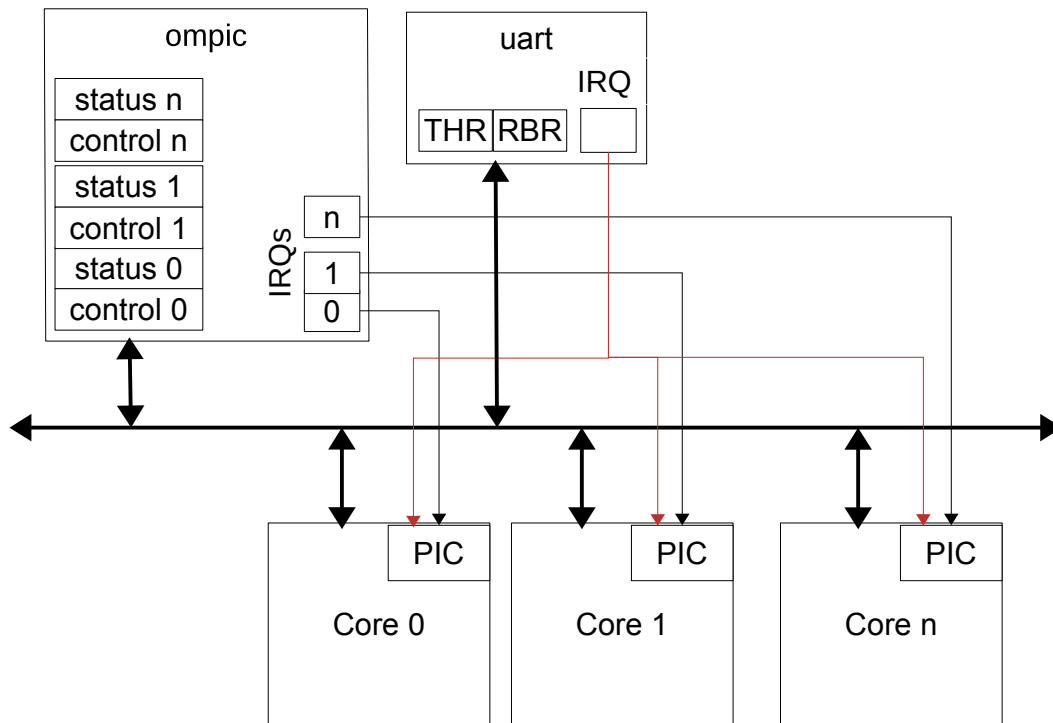 ompic
status n
control n
status 1
control 1
status 0
control 0
IRQs
n
1
0
uart
IRQ
THR RBR
PIC
Core 0
PIC
Core 1
PIC
Core n